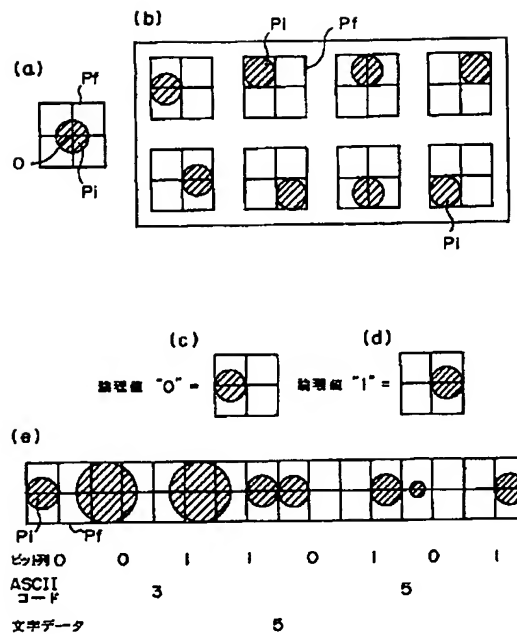 (a)
Pf
O
Pi
(b)
Pi
Pf
Pi
(c)
論理値 "0" =
(d)
論理値 "1" =
(e)
Pi
Pf
ビット列 0 0 1 1 0 1 0 1
ASCII
コード
3 5
文字データ 5